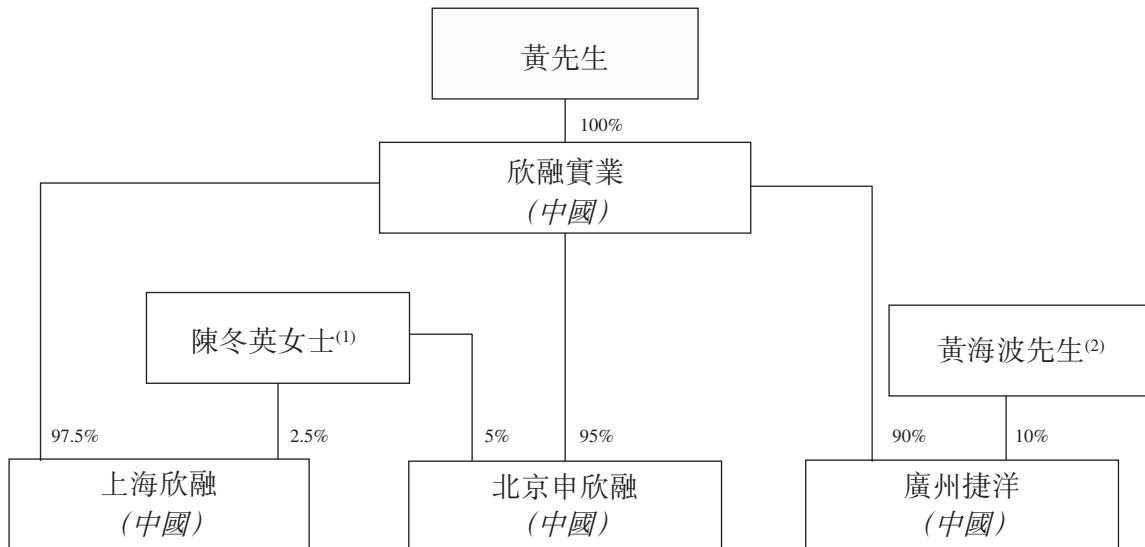 黃先生
100%
欣融實業
(中國)
陳冬英女士(1)
黃海波先生(2)
97.5%
2.5%
5%
95%
90%
10%
上海欣融
(中國)
北京申欣融
(中國)
廣州捷洋
(中國)